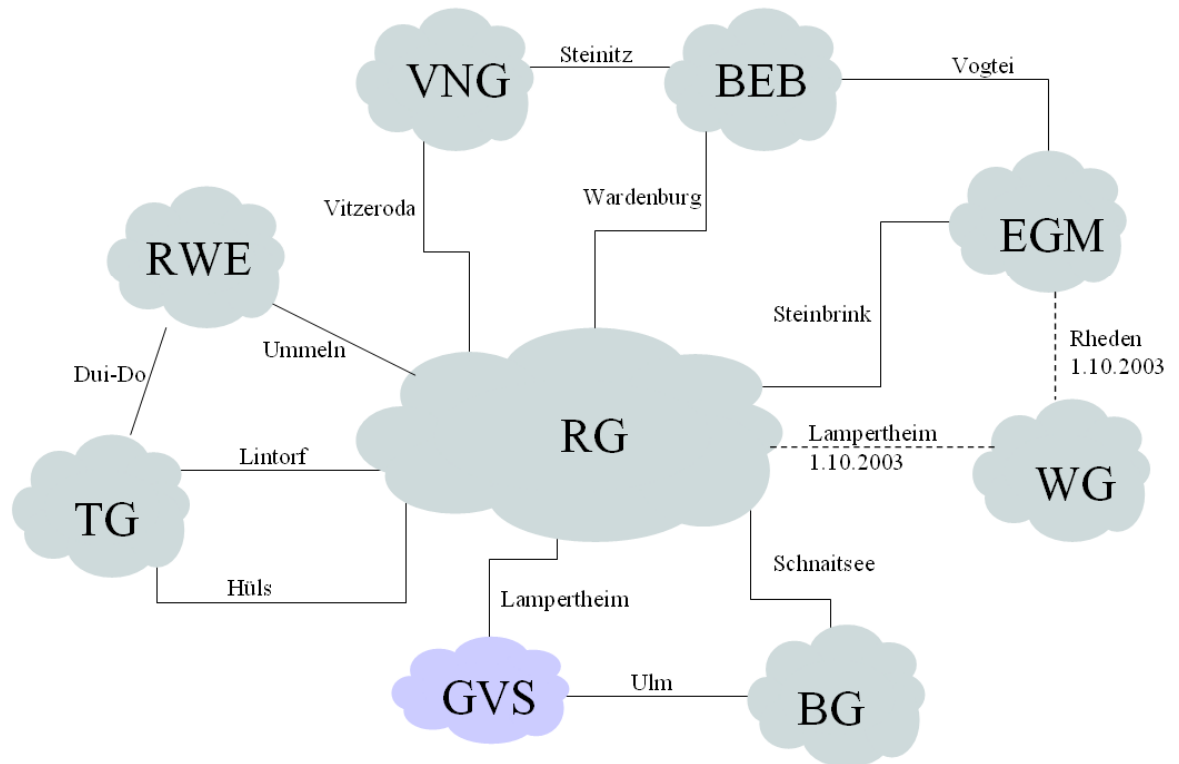 Steinitz
VNG
BEB
Vogtei
Vitzeroda
Wardenburg
EGM
RWE
Steinbrink
Ummeln
Rheden
1.10.2003
Dui-Do
RG
Lampertheim
1.10.2003
Lintorf
WG
TG
Schnaitsee
Hüls
Lampertheim
Ulm
GVS
BG